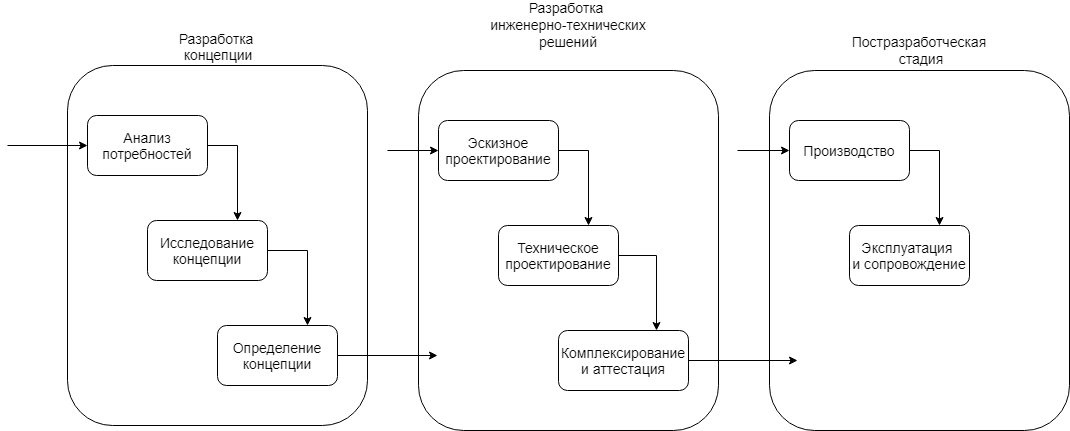 Разработка
концепции
Анализ
потребностей
Исследование
концепции
Определение
концепции
Разработка
инженерно-технических
решений
Эскизное
проектирование
Техническое
проектирование
Комплексирование
и аттестация
Постразработческая
стадия
Производство
Эксплуатация
и сопровождение